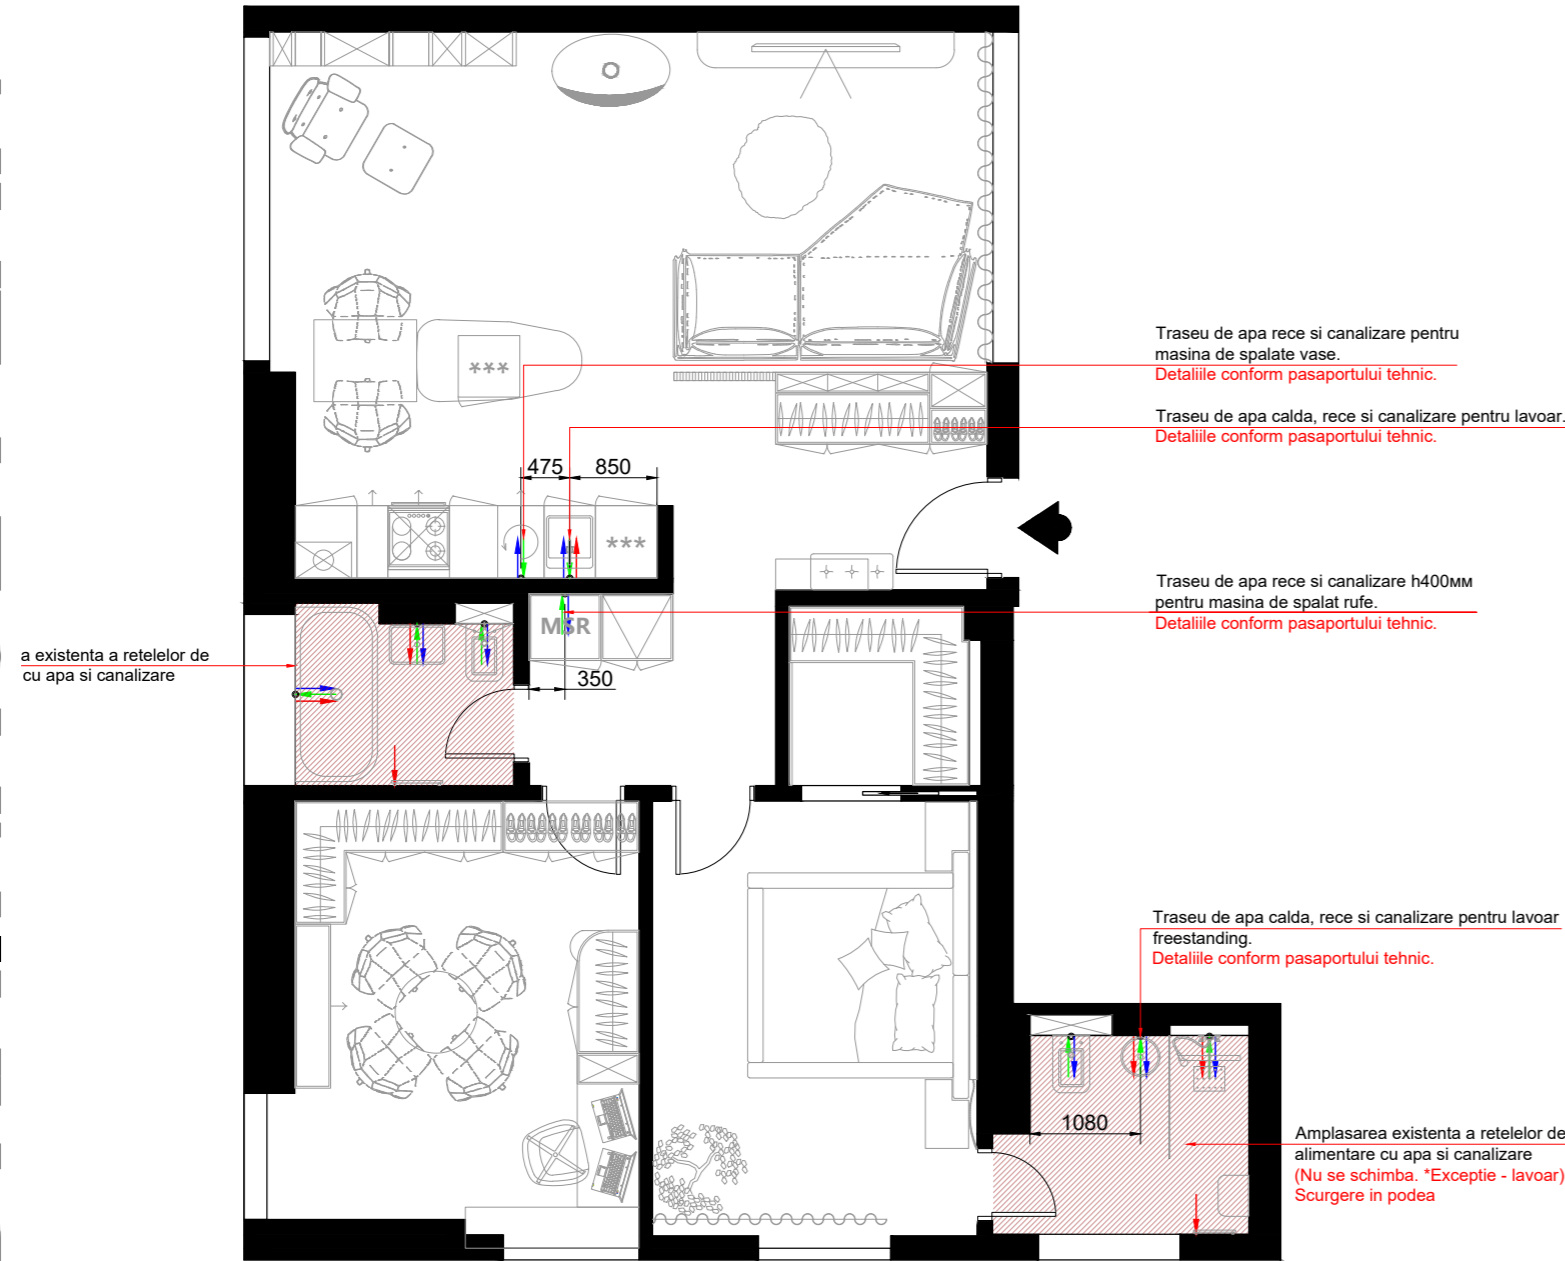 Traseu de apa rece si canalizare pentru
masina de spalate vase.
Detaliile conform pasaportului tehnic.
***
Traseu de apa calda, rece si canalizare pentru lavoar.
Detaliile conform pasaportului tehnic.
475 850
***
Traseu de apa rece si canalizare h400мм
pentru masina de spalat rufe.
Detaliile conform pasaportului tehnic.
MSR
a existenta a retelelor de
cu apa si canalizare
350
Traseu de apa calda, rece si canalizare pentru lavoar
freestanding.
Detaliile conform pasaportului tehnic.
1080
Amplasarea existenta a retelelor de
alimentare cu apa si canalizare
(Nu se schimba. *Exceptie - lavoar)
Scurgere in podea